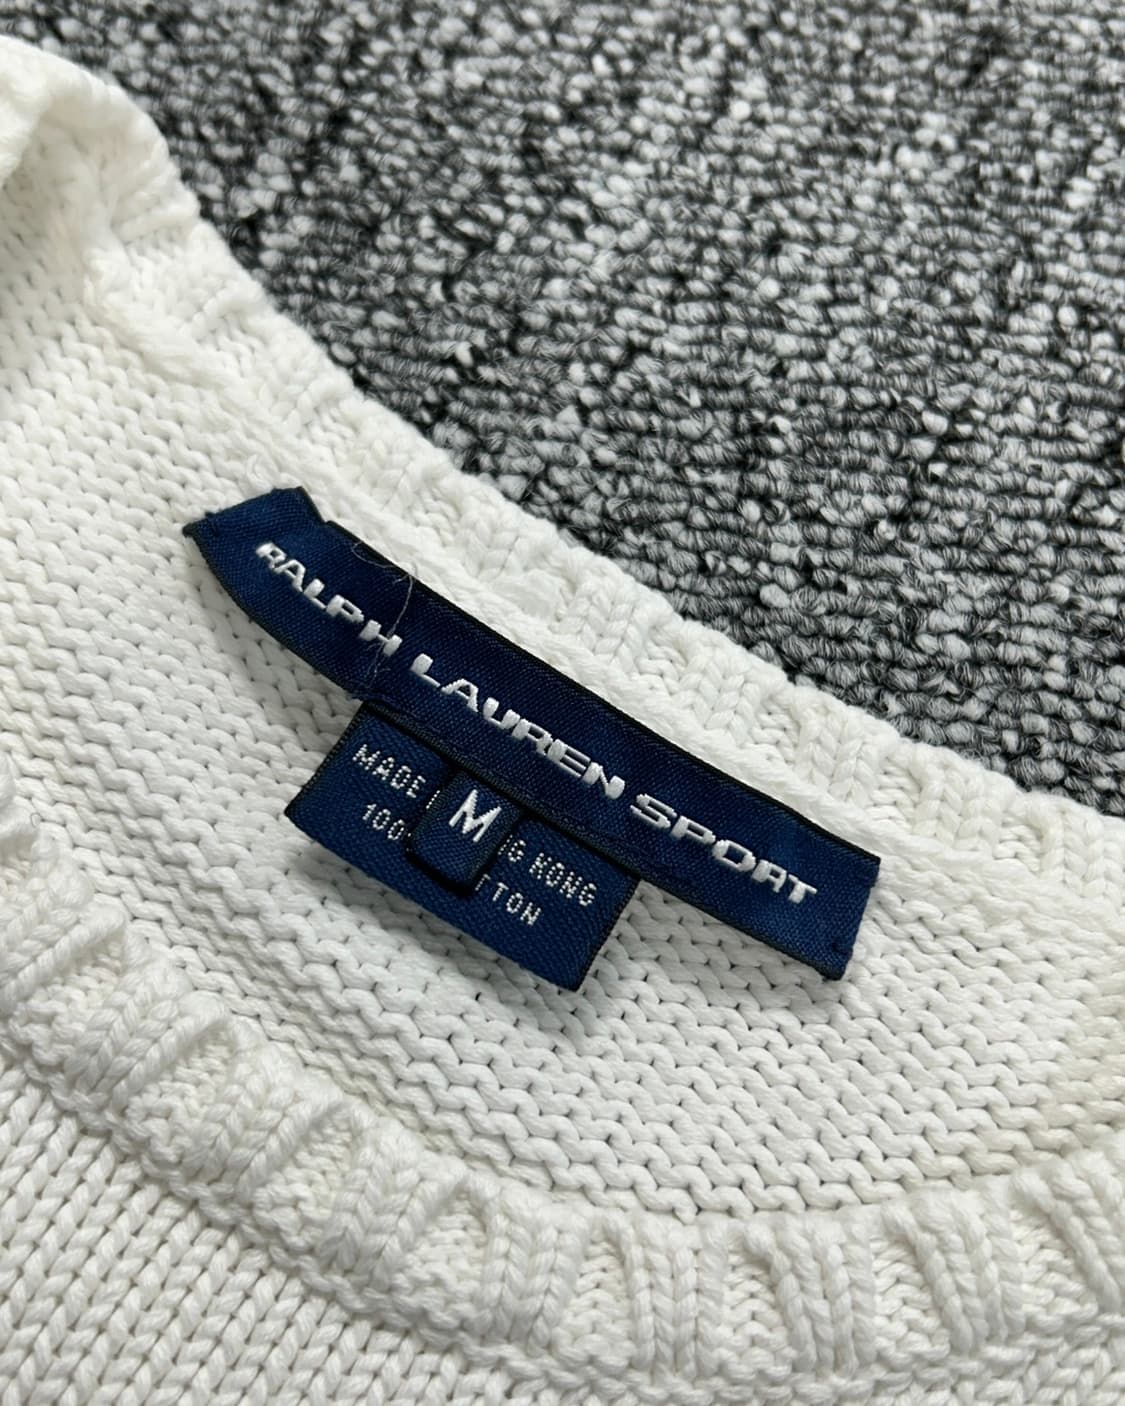 RALPH LAUREN SPORT
M
MADE KONG
100 TTON